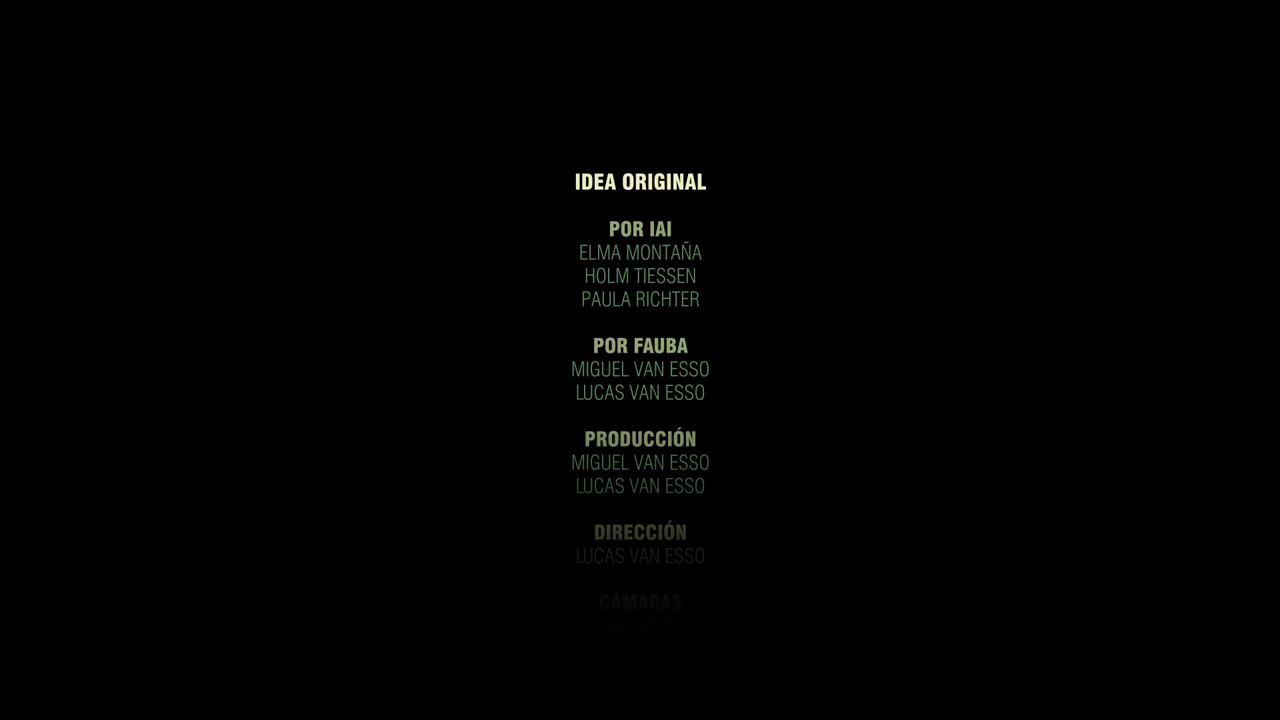 IDEA ORIGINAL
POR IAI
ELMA MONTAÑA
HOLM TIESSEN
PAULA RICHTER
POR FAUBA
MIGUEL VAN ESSO
LUCAS VAN ESSO
PRODUCCIÓN
MIGUEL VAN ESSO
LUCAS VAN ESSO
DIRECCIÓN
LUCAS VAN ESSO
CÁMARAS